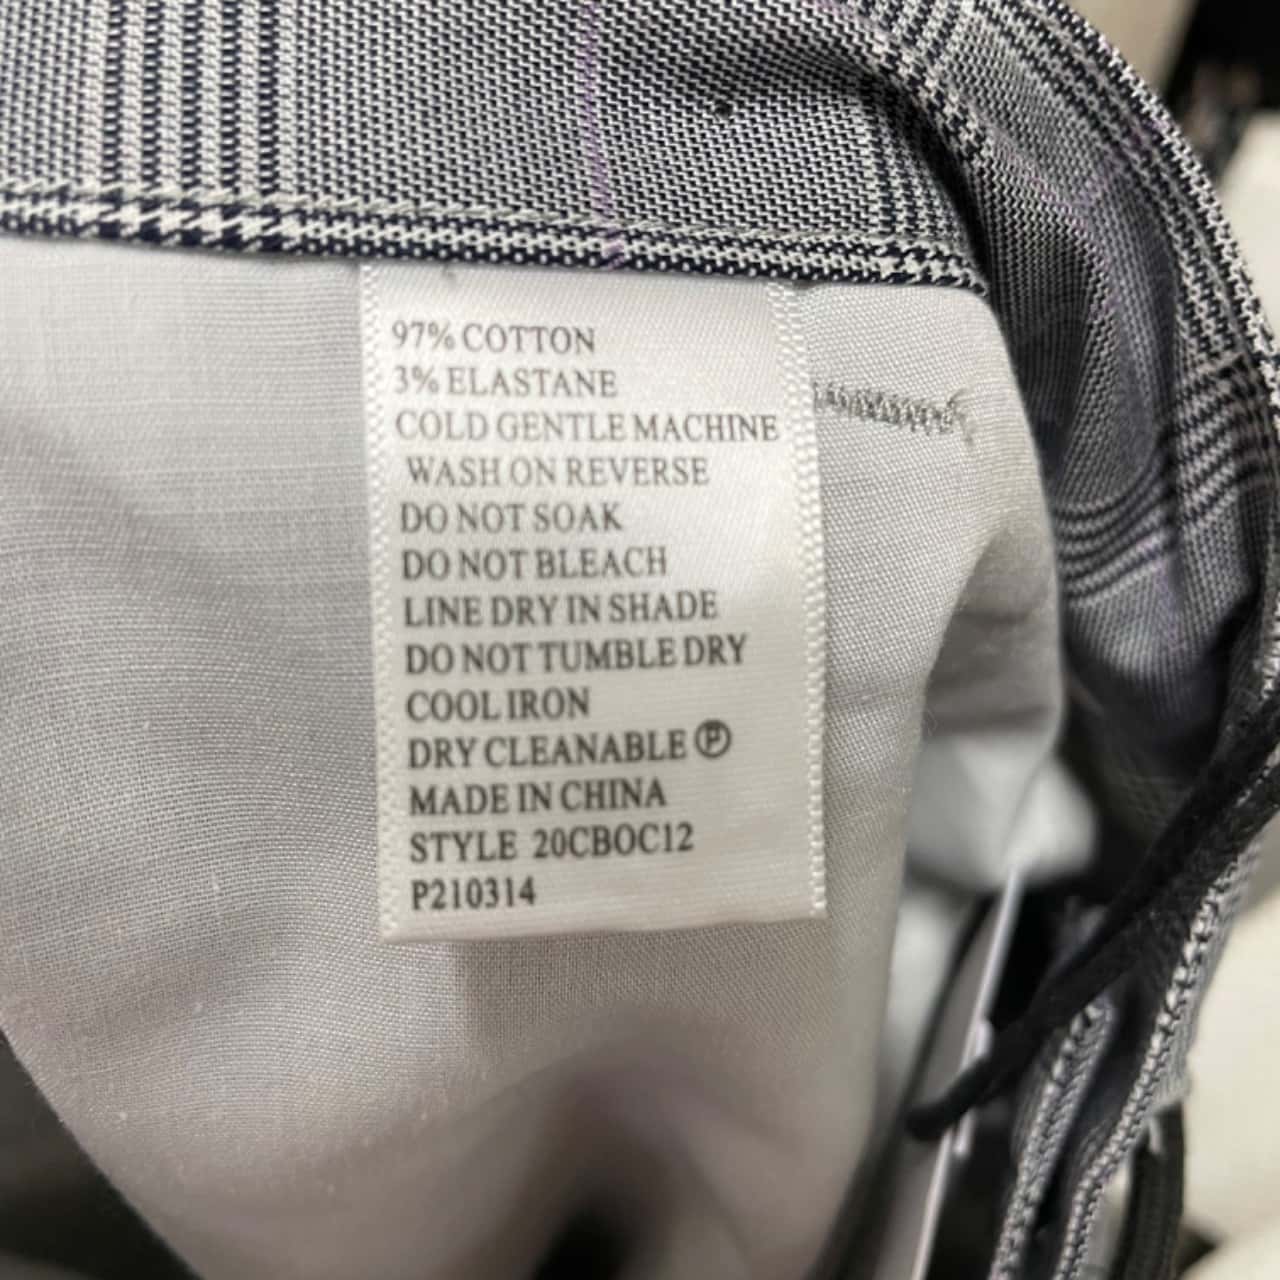 97% COTTON
3% ELASTANE
COLD GENTLE MACHINE
WASH ON REVERSE
DO NOT SOAK
DO NOT BLEACH
LINE DRY IN SHADE
DO NOT TUMBLE DRY
COOL IRON
DRY CLEANABLE Ⓟ
MADE IN CHINA
STYLE 20CBOC12
P210314